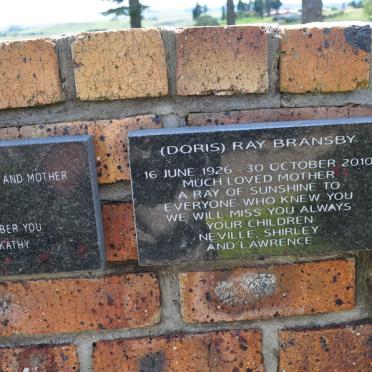 AND MOTHER
BER YOU
KATHY
(DORIS) RAY BRANSBY
16 JUNE 1926 . 30 OCTOBER 2010
MUCH LOVED MOTHER
A RAY OF SUNSHINE TO
EVERYONE WHO KNEW YOU
WE WILL MISS YOU ALWAYS
YOUR CHILDREN
NEVILLE, SHIRLEY
AND LAWRENCE